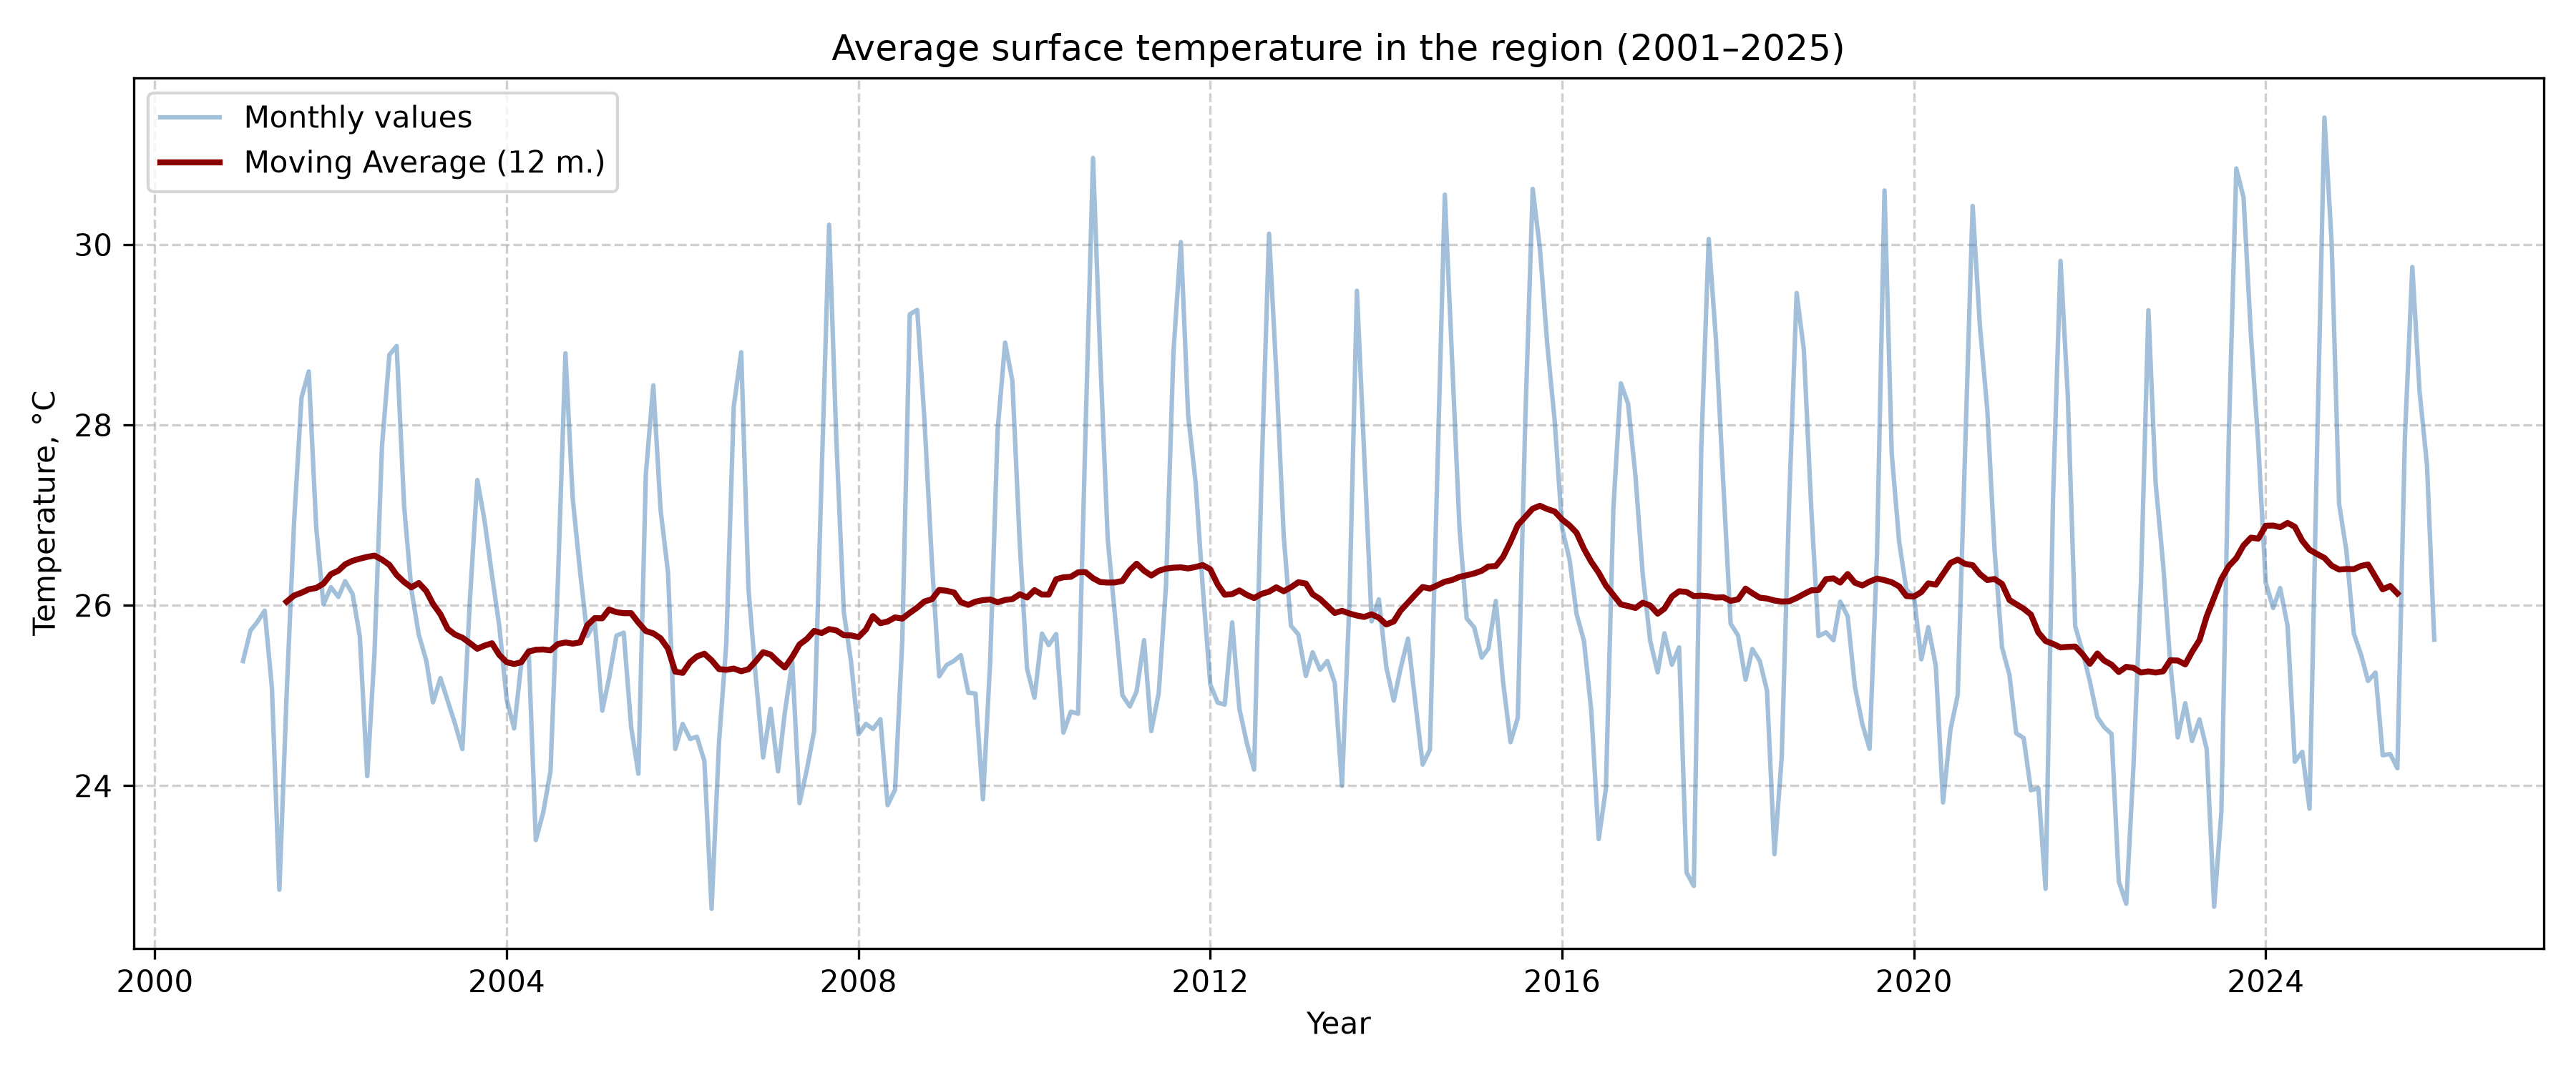 Average surface temperature in the region (2001–2025)
Monthly values
Moving Average (12 m.)
Temperature, °C
30
28
26
24
2000 2004 2008 2012 2016 2020 2024
Year